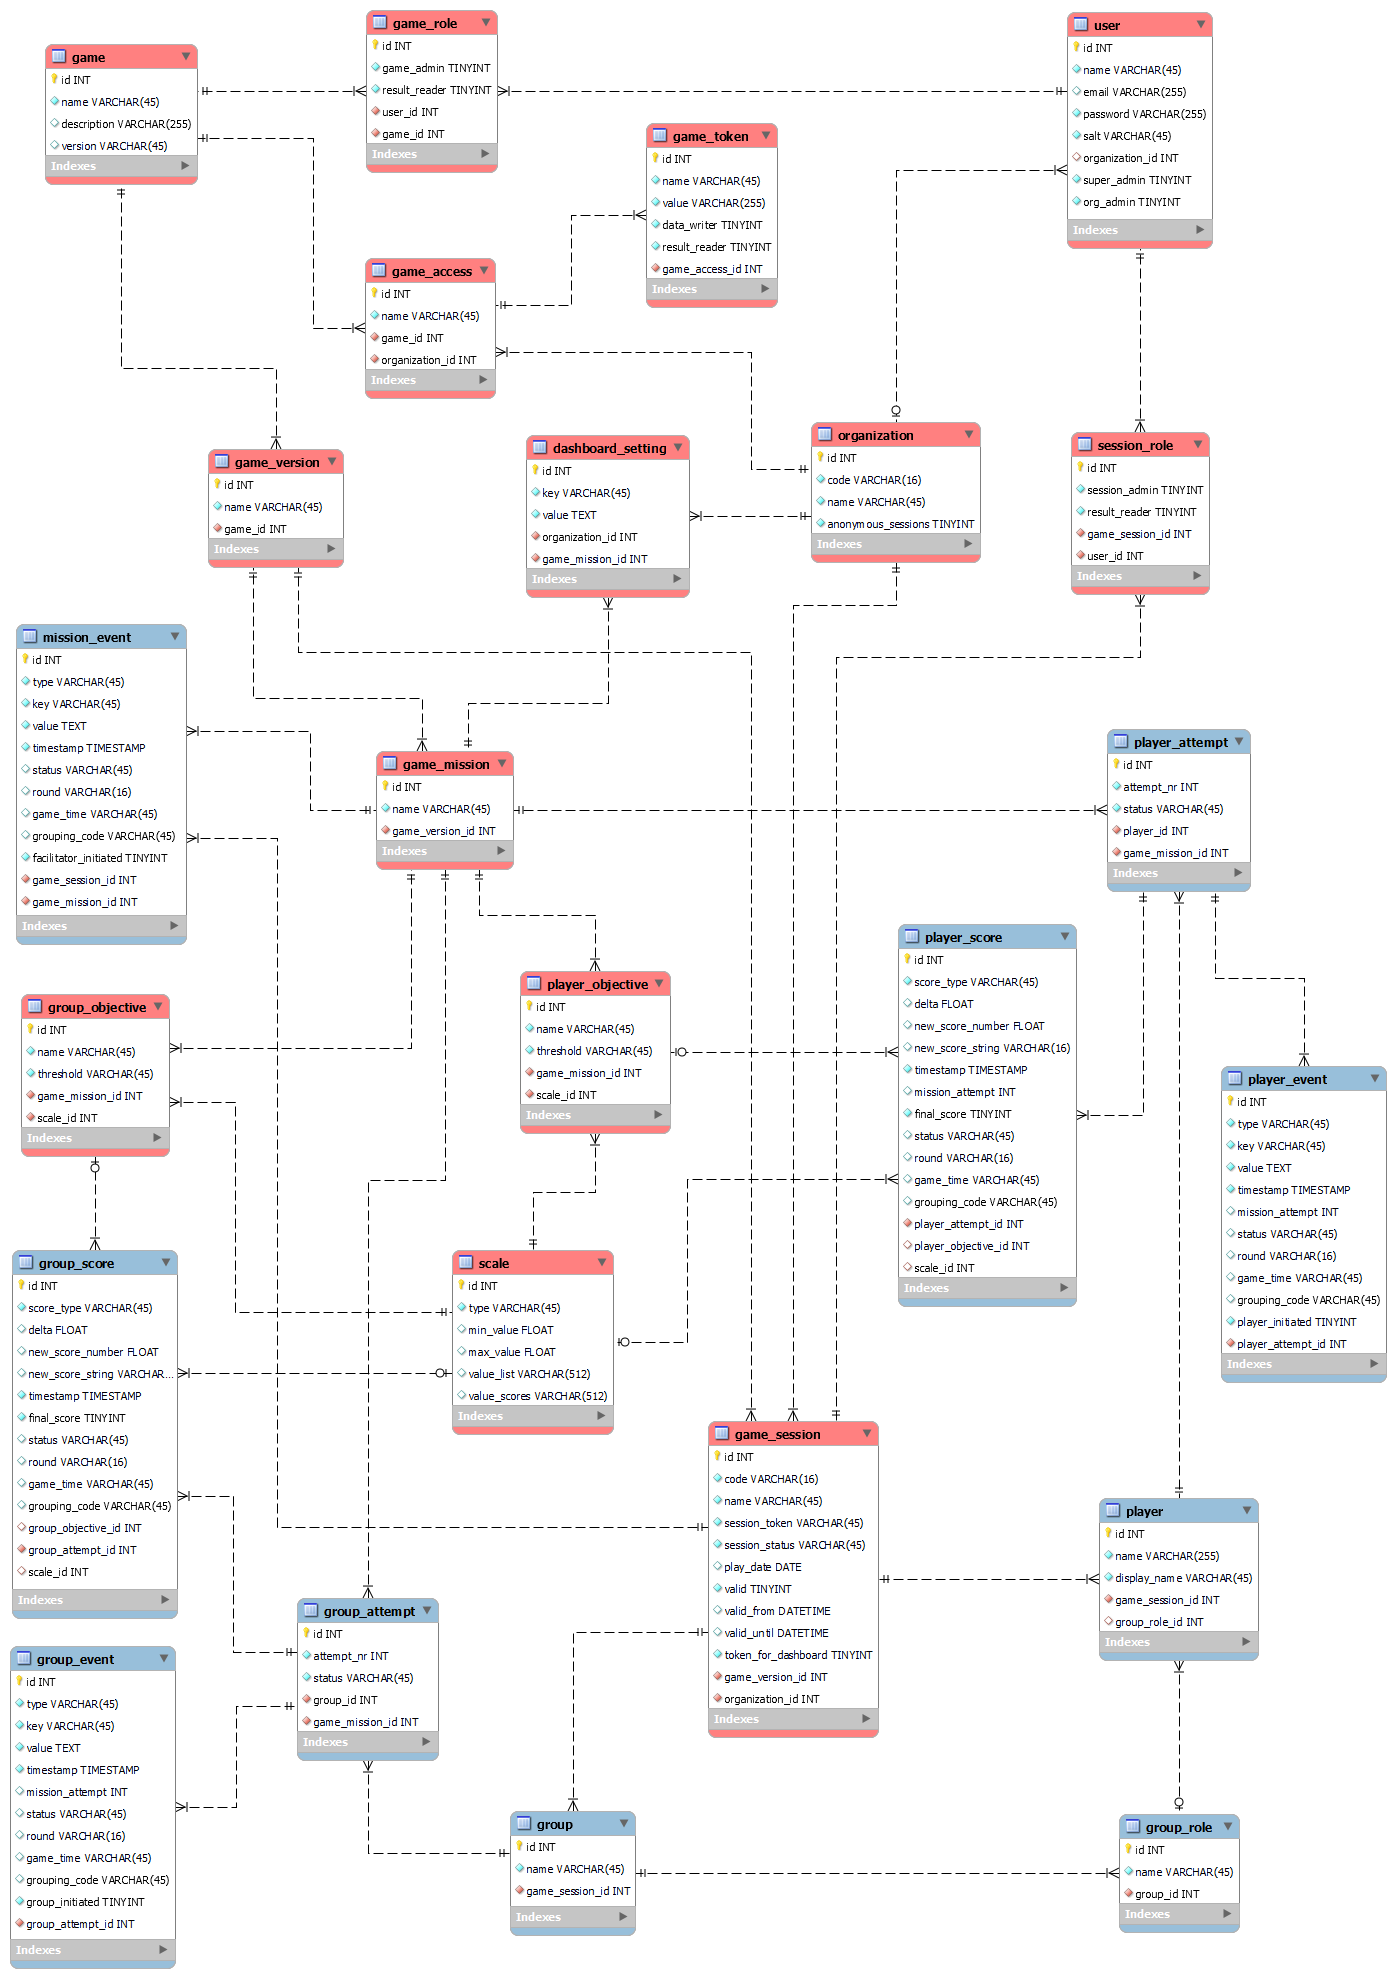 game
id INT
name VARCHAR(45)
description VARCHAR(255)
version VARCHAR(45)
Indexes
game_role
id INT
game_admin TINYINT
result_reader TINYINT
user_id INT
game_id INT
Indexes
user
id INT
name VARCHAR(45)
email VARCHAR(255)
password VARCHAR(255)
salt VARCHAR(45)
organization_id INT
super_admin TINYINT
org_admin TINYINT
Indexes
game_token
id INT
name VARCHAR(45)
value VARCHAR(255)
data_writer TINYINT
result_reader TINYINT
game_access_id INT
Indexes
game_access
id INT
name VARCHAR(45)
game_id INT
organization_id INT
Indexes
game_version
id INT
name VARCHAR(45)
game_id INT
Indexes
dashboard_setting
id INT
key VARCHAR(45)
value TEXT
organization_id INT
game_mission_id INT
Indexes
organization
id INT
code VARCHAR(16)
name VARCHAR(45)
anonymous_sessions TINYINT
Indexes
session_role
id INT
session_admin TINYINT
result_reader TINYINT
game_session_id INT
user_id INT
Indexes
mission_event
id INT
type VARCHAR(45)
key VARCHAR(45)
value TEXT
timestamp TIMESTAMP
status VARCHAR(45)
round VARCHAR(16)
game_time VARCHAR(45)
grouping_code VARCHAR(45)
facilitator_initiated TINYINT
game_session_id INT
game_mission_id INT
Indexes
game_mission
id INT
name VARCHAR(45)
game_version_id INT
Indexes
player_attempt
id INT
attempt_nr INT
status VARCHAR(45)
player_id INT
game_mission_id INT
Indexes
player_score
id INT
score_type VARCHAR(45)
delta FLOAT
new_score_number FLOAT
new_score_string VARCHAR(16)
timestamp TIMESTAMP
mission_attempt INT
final_score TINYINT
status VARCHAR(45)
round VARCHAR(16)
game_time VARCHAR(45)
grouping_code VARCHAR(45)
player_attempt_id INT
player_objective_id INT
scale_id INT
Indexes
group_objective
id INT
name VARCHAR(45)
threshold VARCHAR(45)
game_mission_id INT
scale_id INT
Indexes
player_objective
id INT
name VARCHAR(45)
threshold VARCHAR(45)
game_mission_id INT
scale_id INT
Indexes
player_event
id INT
type VARCHAR(45)
key VARCHAR(45)
value TEXT
timestamp TIMESTAMP
mission_attempt INT
status VARCHAR(45)
round VARCHAR(16)
game_time VARCHAR(45)
grouping_code VARCHAR(45)
player_initiated TINYINT
player_attempt_id INT
Indexes
group_score
id INT
score_type VARCHAR(45)
delta FLOAT
new_score_number FLOAT
new_score_string VARCHAR...
timestamp TIMESTAMP
final_score TINYINT
status VARCHAR(45)
round VARCHAR(16)
game_time VARCHAR(45)
grouping_code VARCHAR(45)
group_objective_id INT
group_attempt_id INT
scale_id INT
Indexes
scale
id INT
type VARCHAR(45)
min_value FLOAT
max_value FLOAT
value_list VARCHAR(512)
value_scores VARCHAR(512)
Indexes
game_session
id INT
code VARCHAR(16)
name VARCHAR(45)
session_token VARCHAR(45)
session_status VARCHAR(45)
play_date DATE
valid TINYINT
valid_from DATETIME
valid_until DATETIME
token_for_dashboard TINYINT
game_version_id INT
organization_id INT
Indexes
player
id INT
name VARCHAR(255)
display_name VARCHAR(45)
game_session_id INT
group_role_id INT
Indexes
group_attempt
id INT
attempt_nr INT
status VARCHAR(45)
group_id INT
game_mission_id INT
Indexes
group_event
id INT
type VARCHAR(45)
key VARCHAR(45)
value TEXT
timestamp TIMESTAMP
mission_attempt INT
status VARCHAR(45)
round VARCHAR(16)
game_time VARCHAR(45)
grouping_code VARCHAR(45)
group_initiated TINYINT
group_attempt_id INT
Indexes
group
id INT
name VARCHAR(45)
game_session_id INT
Indexes
group_role
id INT
name VARCHAR(45)
group_id INT
Indexes